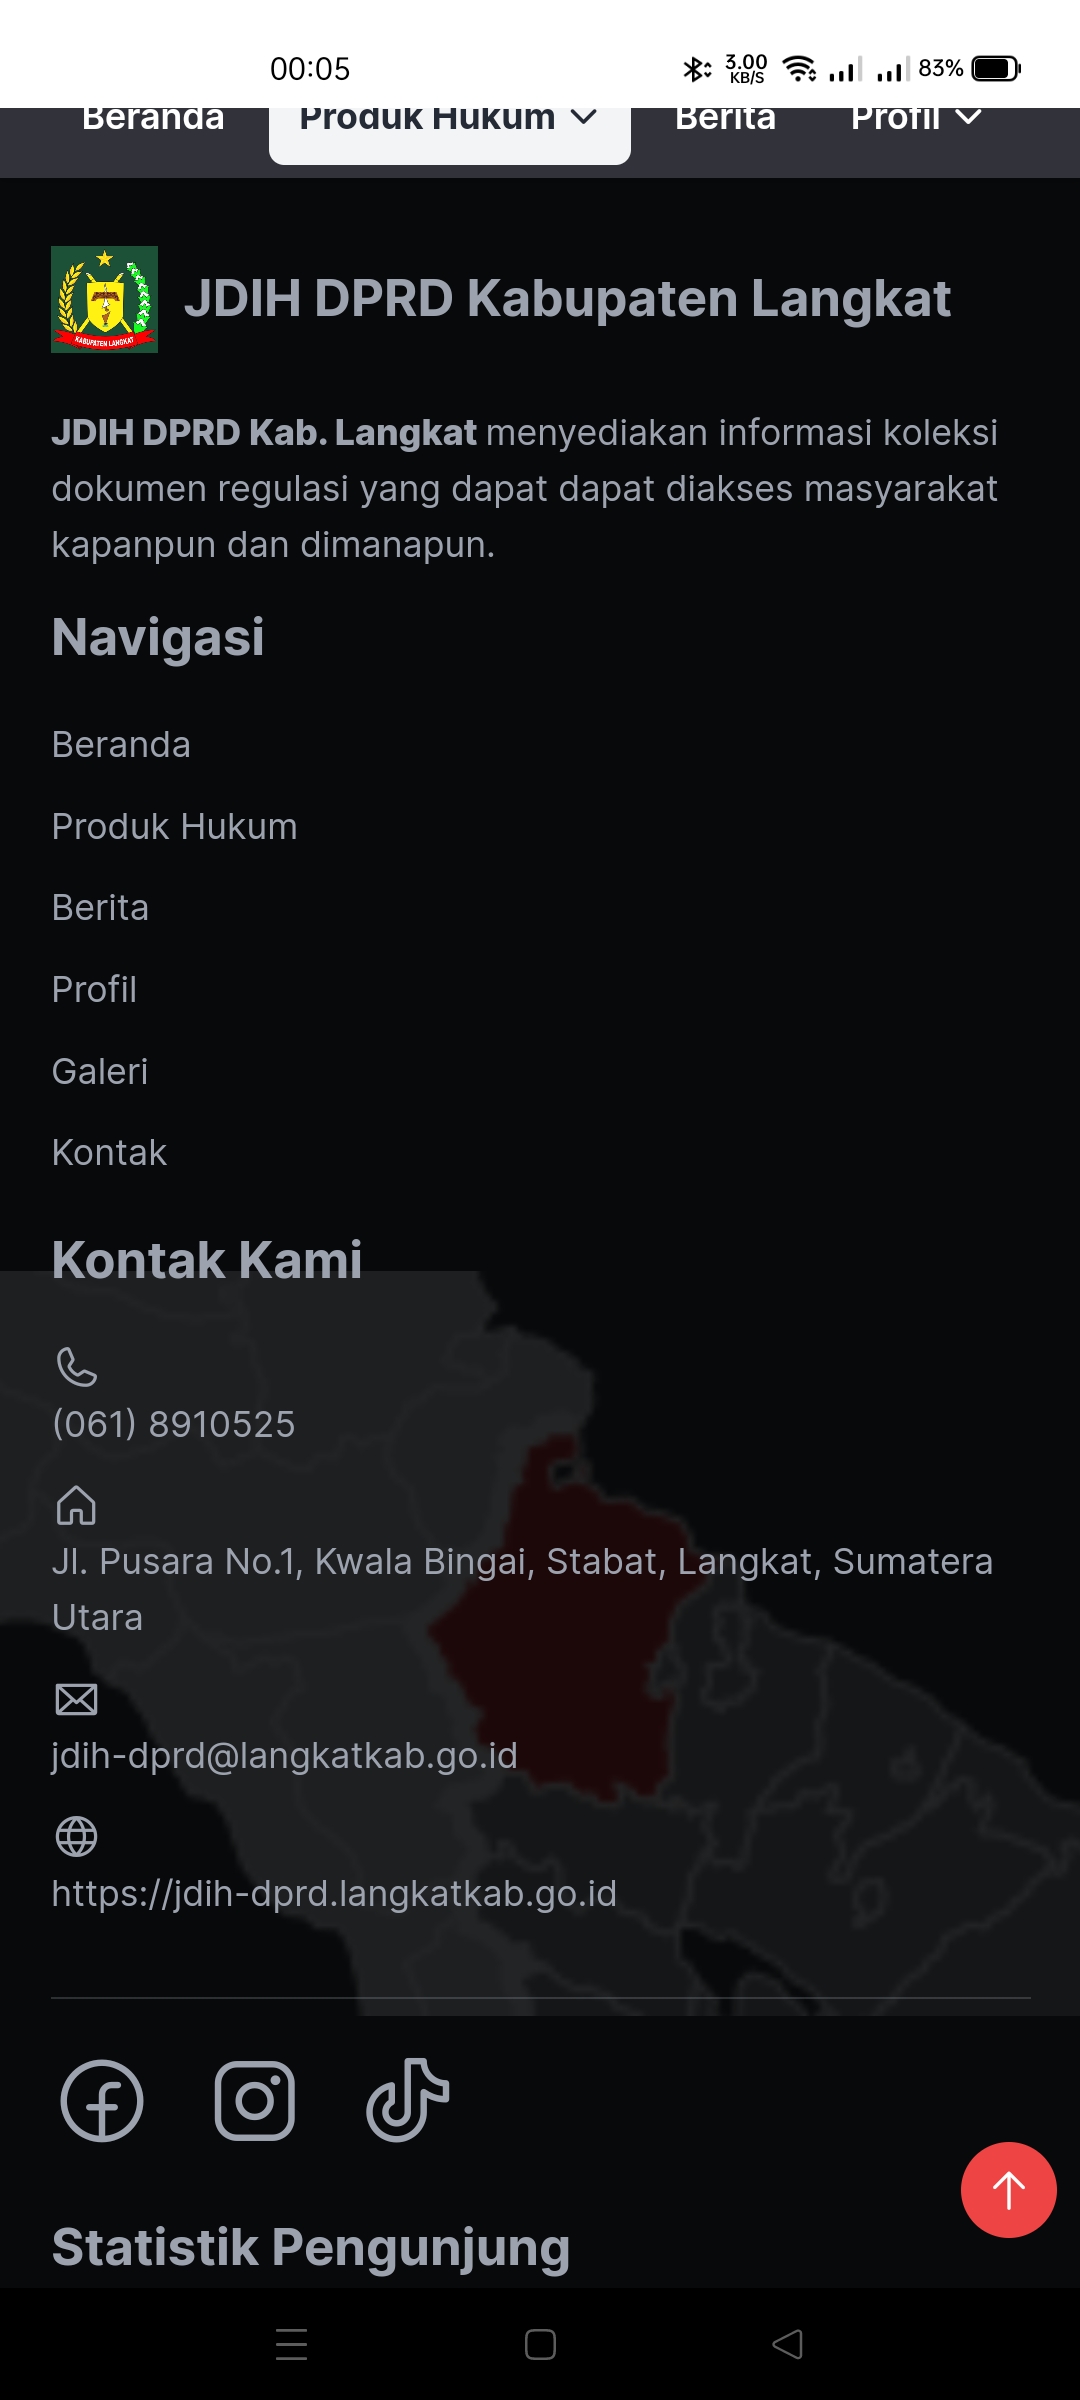 00:05
3.00
KB/S
83%
Beranda
Produk Hukum
Berita
Profil
KABUPATEN LANGKAT
JDIH DPRD Kabupaten Langkat
JDIH DPRD Kab. Langkat menyediakan informasi koleksi
dokumen regulasi yang dapat dapat diakses masyarakat
kapanpun dan dimanapun.
Navigasi
Beranda
Produk Hukum
Berita
Profil
Galeri
Kontak
Kontak Kami
(061) 8910525
Jl. Pusara No.1, Kwala Bingai, Stabat, Langkat, Sumatera
Utara
jdih-dprd@langkatkab.go.id
https://jdih-dprd.langkatkab.go.id
Statistik Pengunjung